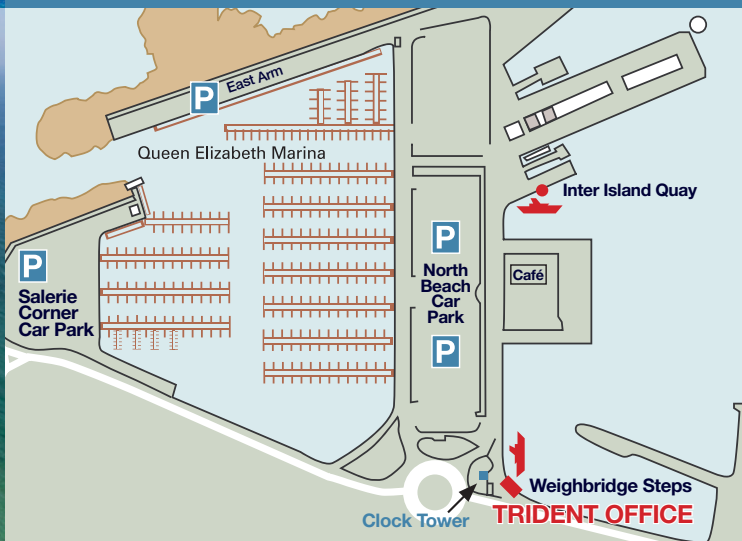 P
East Arm
Queen Elizabeth Marina
Inter Island Quay
P
Salerie
Corner
Car Park
P
North
Beach
Car
Park
P
Café
Weighbridge Steps
TRIDENT OFFICE
Clock Tower